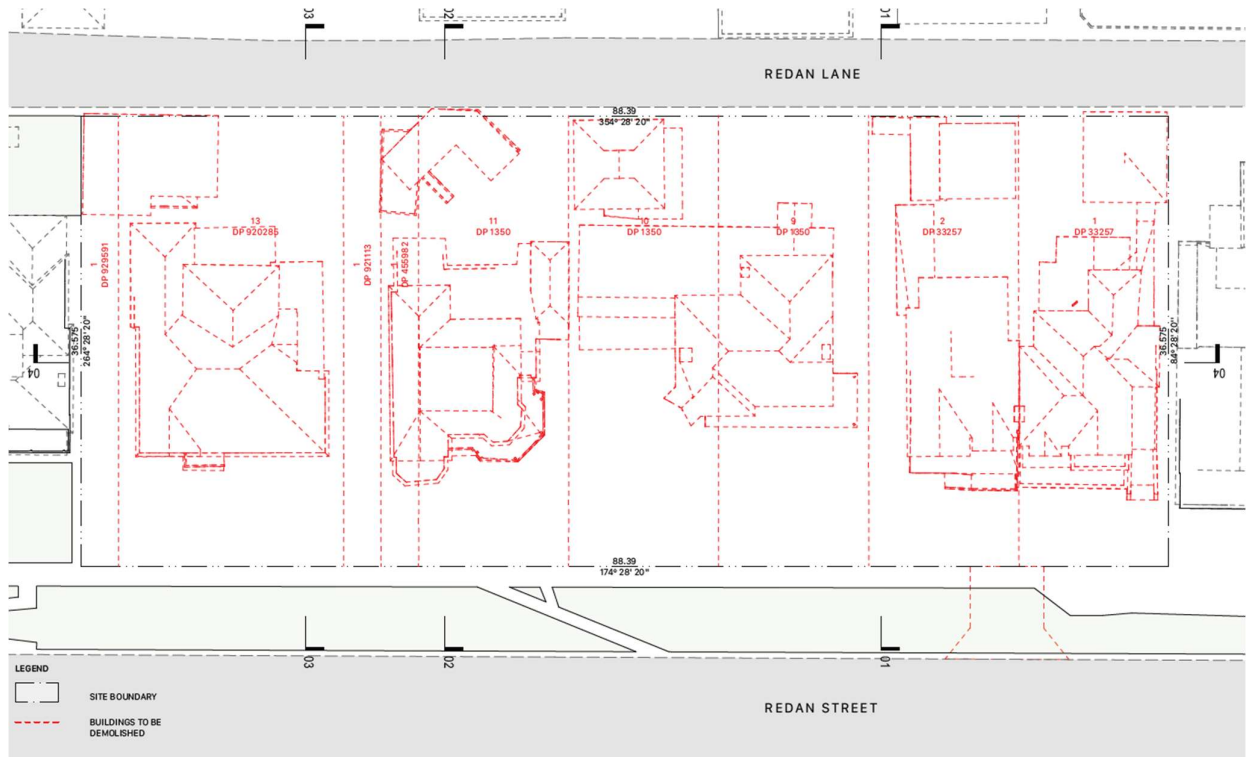 03
02
01
REDAN LANE
88.39
354° 28' 20"
13
DP 920285
11
DP 1350
10
DP 1350
9
DP 1350
2
DP 33257
1
DP 33257
1
DP 929591
1
DP 921113
DP 455982
36.575
264° 28' 20"
36.575
84° 28' 20"
04
04
88.39
174° 28' 20"
03
02
01
LEGEND
SITE BOUNDARY
BUILDINGS TO BE
DEMOLISHED
REDAN STREET